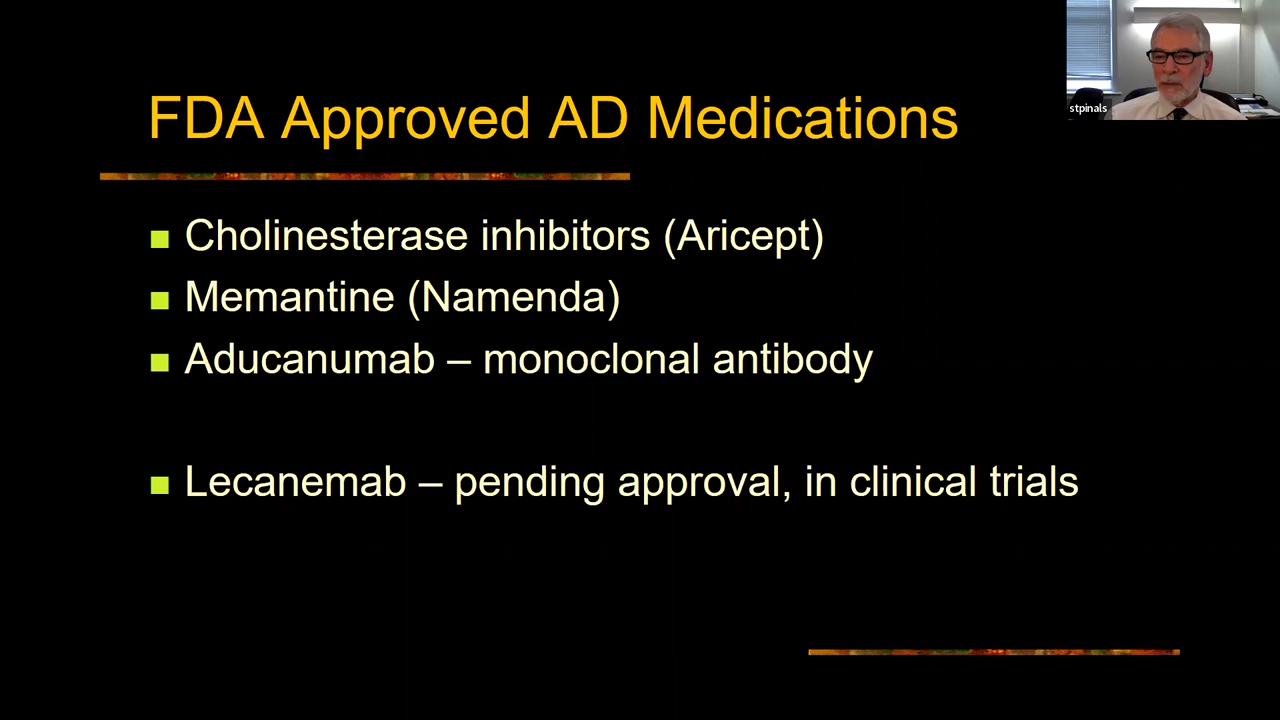 FDA Approved AD Medications
stpinals
Cholinesterase inhibitors (Aricept)
Memantine (Namenda)
Aducanumab – monoclonal antibody
Lecanemab – pending approval, in clinical trials